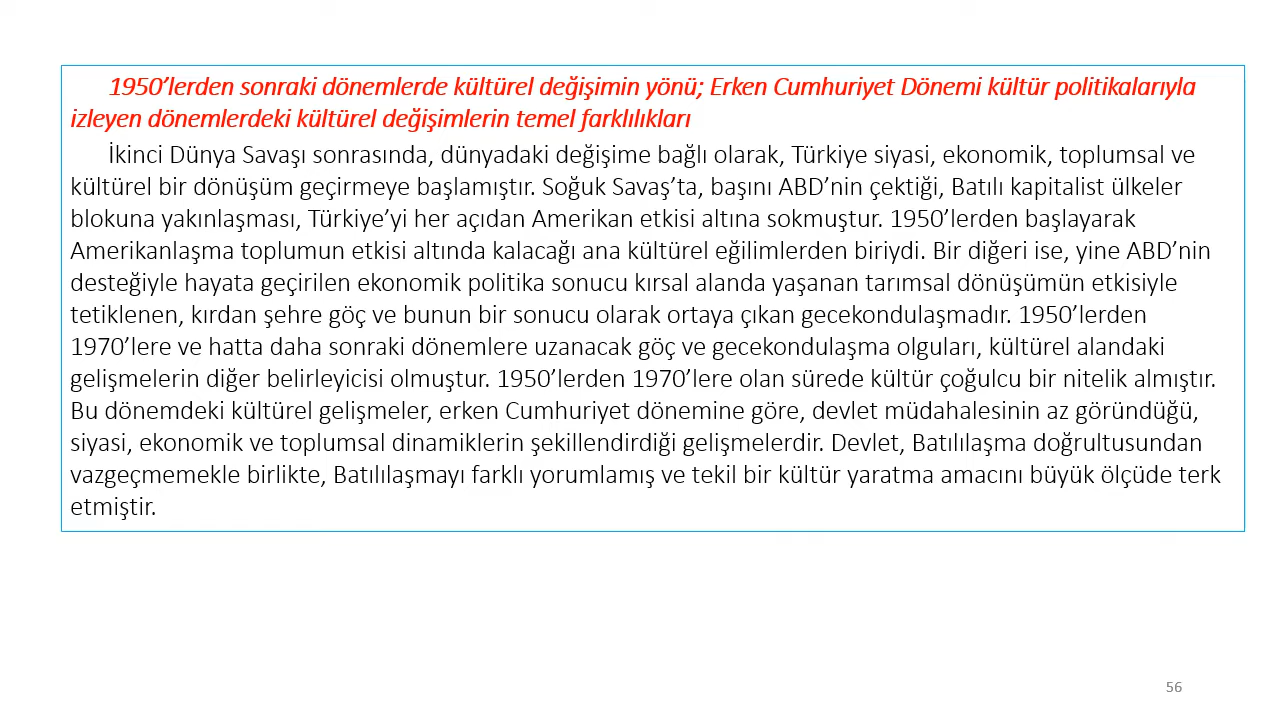 1950’lerden sonraki dönemlerde kültürel değişimin yönü; Erken Cumhuriyet Dönemi kültür politikalarıyla
izleyen dönemlerdeki kültürel değişimlerin temel farklılıkları
İkinci Dünya Savaşı sonrasında, dünyadaki değişime bağlı olarak, Türkiye siyasi, ekonomik, toplumsal ve
kültürel bir dönüşüm geçirmeye başlamıştır. Soğuk Savaş’ta, başını ABD’nin çektiği, Batılı kapitalist ülkeler
blokuna yakınlaşması, Türkiye’yi her açıdan Amerikan etkisi altına sokmuştur. 1950’lerden başlayarak
Amerikanlaşma toplumun etkisi altında kalacağı ana kültürel eğilimlerden biriydi. Bir diğeri ise, yine ABD’nin
desteğiyle hayata geçirilen ekonomik politika sonucu kırsal alanda yaşanan tarımsal dönüşümün etkisiyle
tetiklenen, kırdan şehre göç ve bunun bir sonucu olarak ortaya çıkan gecekondulaşmadır. 1950’lerden
1970’lere ve hatta daha sonraki dönemlere uzanacak göç ve gecekondulaşma olguları, kültürel alandaki
gelişmelerin diğer belirleyicisi olmuştur. 1950’lerden 1970’lere olan sürede kültür çoğulcu bir nitelik almıştır.
Bu dönemdeki kültürel gelişmeler, erken Cumhuriyet dönemine göre, devlet müdahalesinin az göründüğü,
siyasi, ekonomik ve toplumsal dinamiklerin şekillendirdiği gelişmelerdir. Devlet, Batılılaşma doğrultusundan
vazgeçmemekle birlikte, Batılılaşmayı farklı yorumlamış ve tekil bir kültür yaratma amacını büyük ölçüde terk
etmiştir.
56